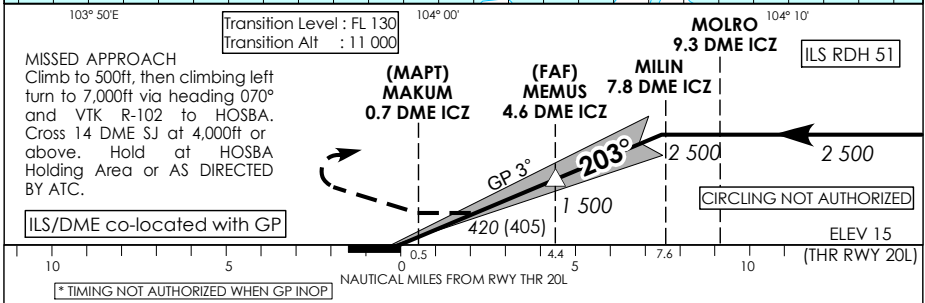 103° 50'E
104° 00'
104° 10'
Transition Level : FL 130
Transition Alt : 11 000
MISSED APPROACH
Climb to 500ft, then climbing left
turn to 7,000ft via heading 070°
and VTK R-102 to HOSBA.
Cross 14 DME SJ at 4,000ft or
above. Hold at HOSBA
Holding Area or AS DIRECTED
BY ATC.
ILS/DME co-located with GP
(MAPT)
MAKUM
0.7 DME ICZ
(FAF)
MEMUS
4.6 DME ICZ
MILIN
7.8 DME ICZ
MOLRO
9.3 DME ICZ
ILS RDH 51
GP 3°
203°
2 500
2 500
1 500
420 (405)
CIRCLING NOT AUTHORIZED
ELEV 15
(THR RWY 20L)
10
5
0
0.5
4.4
5
7.6
10
NAUTICAL MILES FROM RWY THR 20L
* TIMING NOT AUTHORIZED WHEN GP INOP